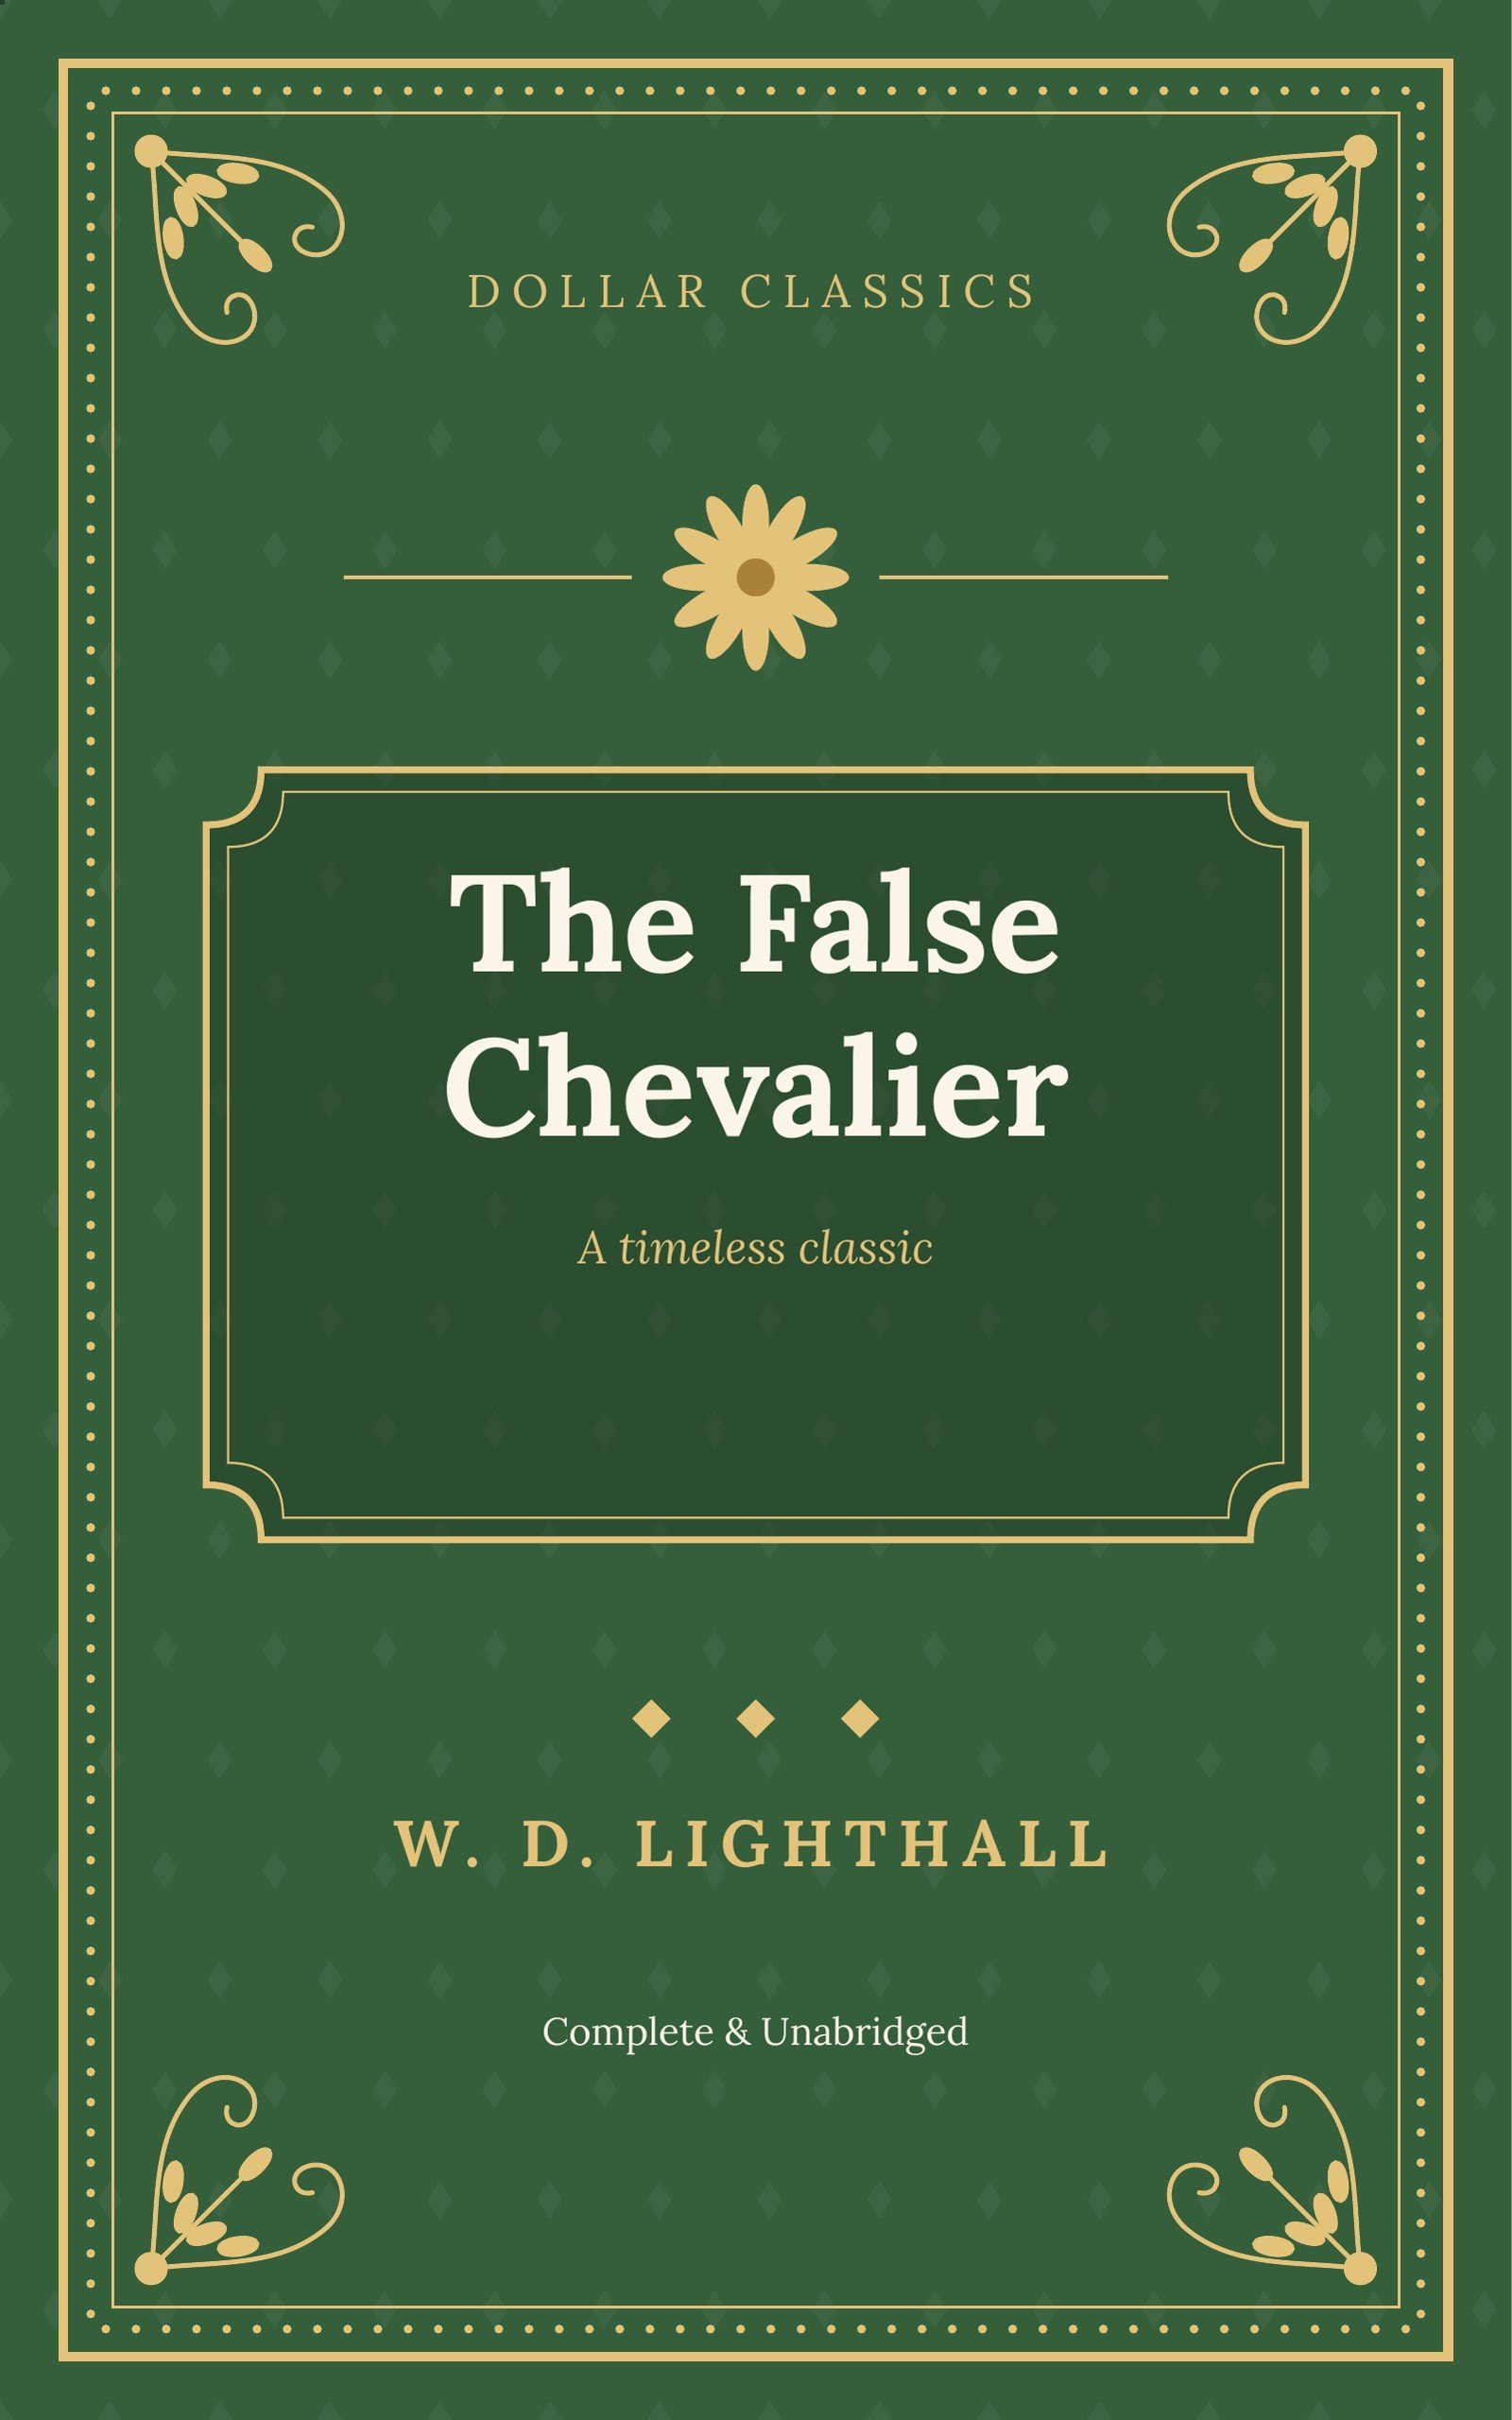 DOLLAR CLASSICS
The False
Chevalier
A timeless classic
W. D. LIGHTHALL
Complete & Unabridged